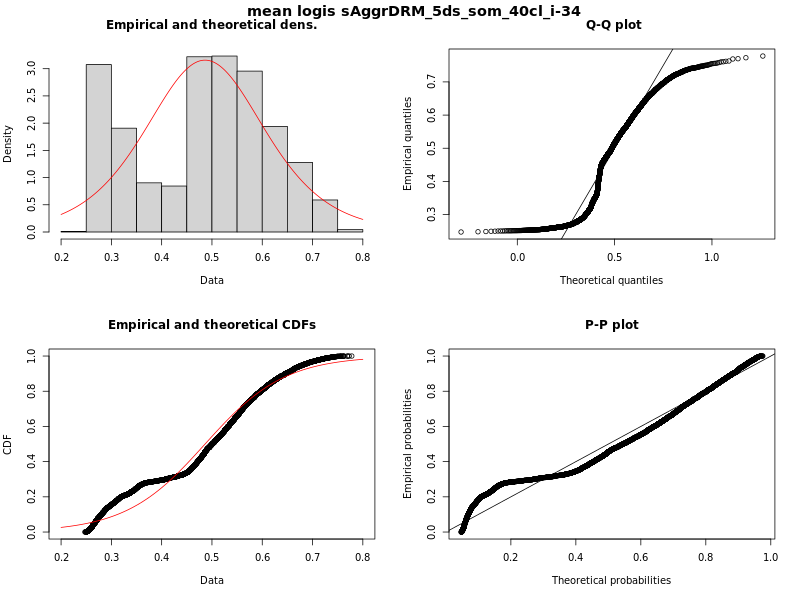 mean logis sAggrDRM_5ds_som_40cl_i-34
Empirical and theoretical dens.
Density
0.0 0.5 1.0 1.5 2.0 2.5 3.0
0.2 0.3 0.4 0.5 0.6 0.7 0.8
Data
Q-Q plot
Empirical quantiles
0.3 0.4 0.5 0.6 0.7
0.0 0.5 1.0
Theoretical quantiles
Empirical and theoretical CDFs
CDF
0.0 0.2 0.4 0.6 0.8 1.0
0.2 0.3 0.4 0.5 0.6 0.7 0.8
Data
P-P plot
Empirical probabilities
0.0 0.2 0.4 0.6 0.8 1.0
0.2 0.4 0.6 0.8 1.0
Theoretical probabilities